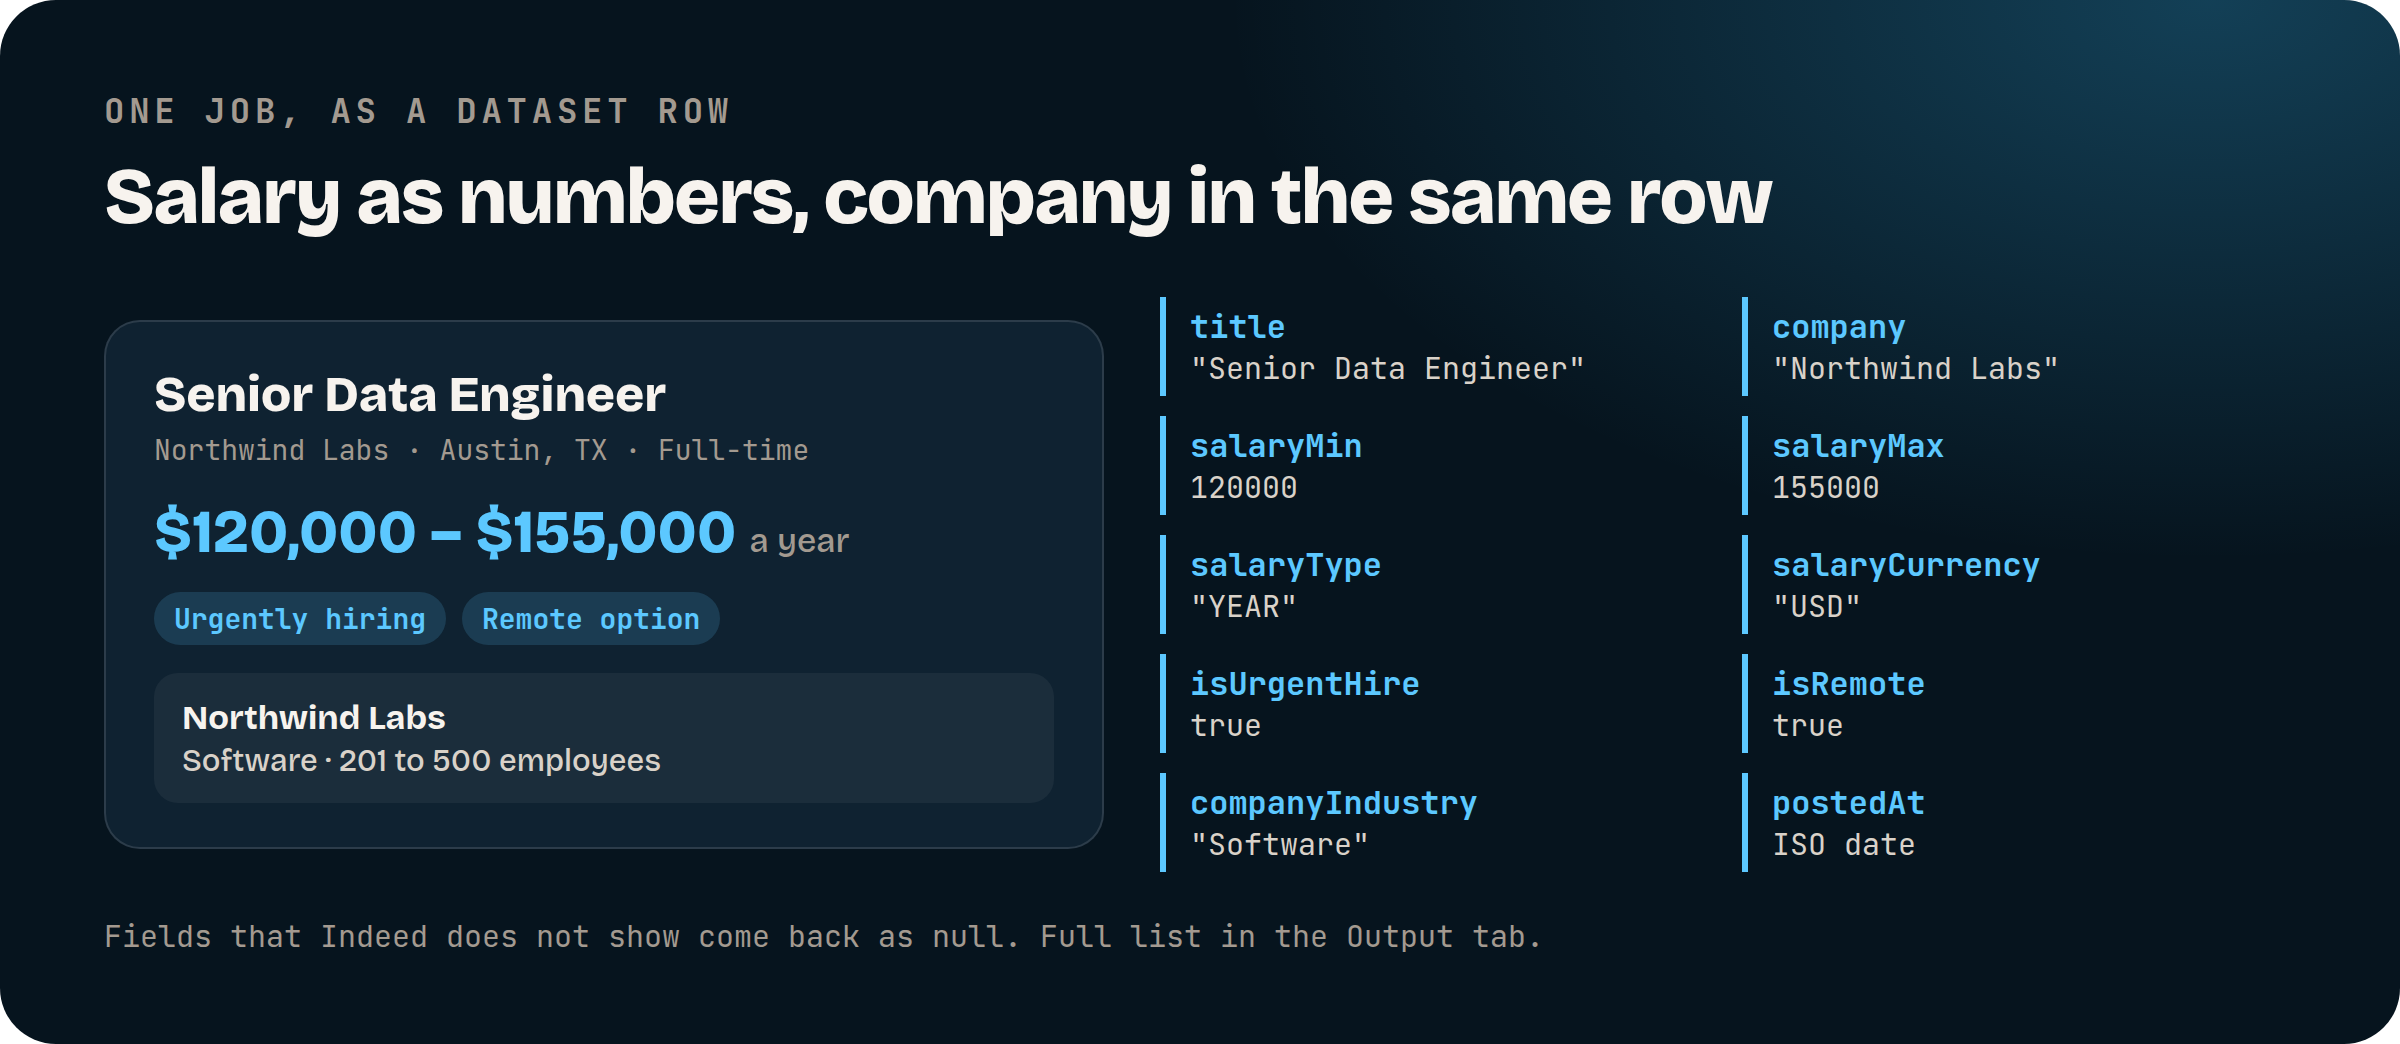 ONE JOB, AS A DATASET ROW
Salary as numbers, company in the same row
Senior Data Engineer
Northwind Labs · Austin, TX · Full-time
$120,000 – $155,000 a year
Urgently hiring
Remote option
Northwind Labs
Software · 201 to 500 employees
title
"Senior Data Engineer"
company
"Northwind Labs"
salaryMin
120000
salaryMax
155000
salaryType
"YEAR"
salaryCurrency
"USD"
isUrgentHire
true
isRemote
true
companyIndustry
"Software"
postedAt
ISO date
Fields that Indeed does not show come back as null. Full list in the Output tab.